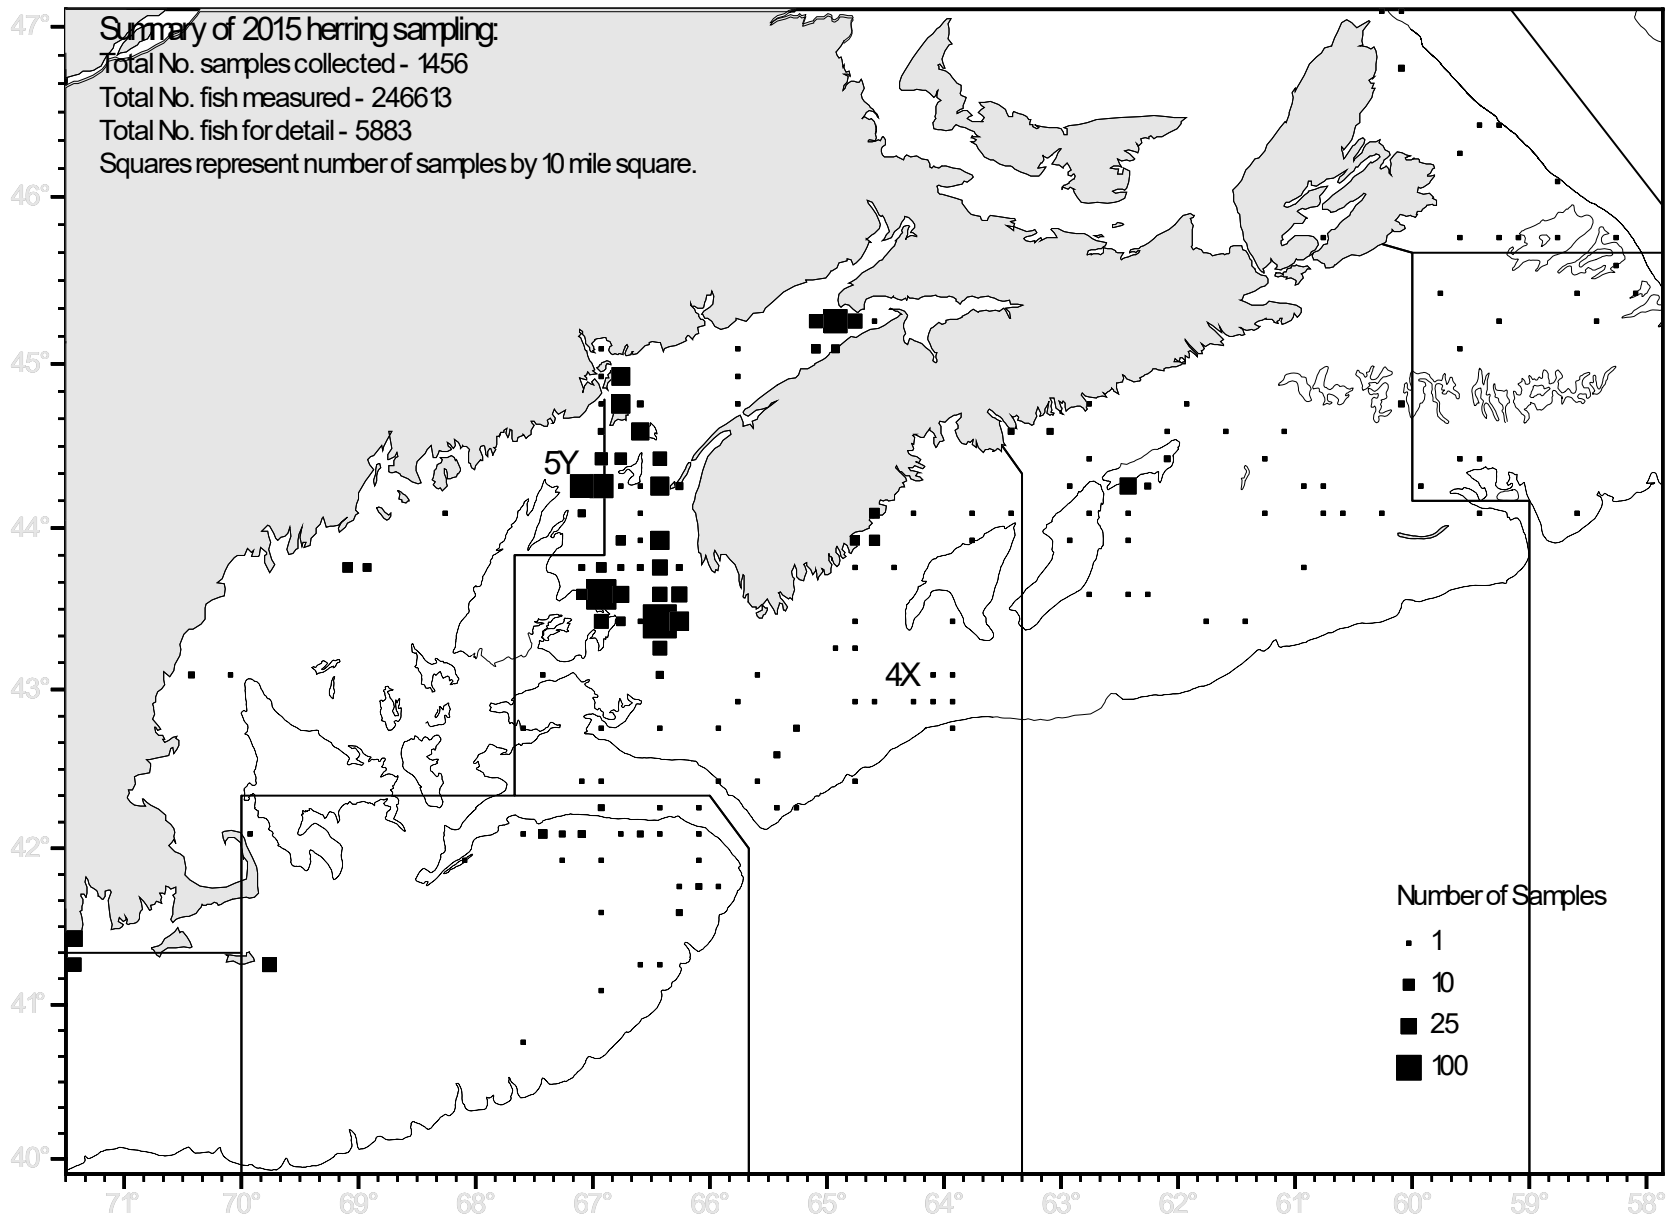 Summary of 2015 herring sampling:
Total No. samples collected - 1456
Total No. fish measured - 246613
Total No. fish for detail - 5883
Squares represent number of samples by 10 mile square.
47°
46°
45°
44°
43°
42°
41°
40°
5Y
4X
Number of Samples
1
10
25
100
71° 70° 69° 68° 67° 66° 65° 64° 63° 62° 61° 60° 59° 58°